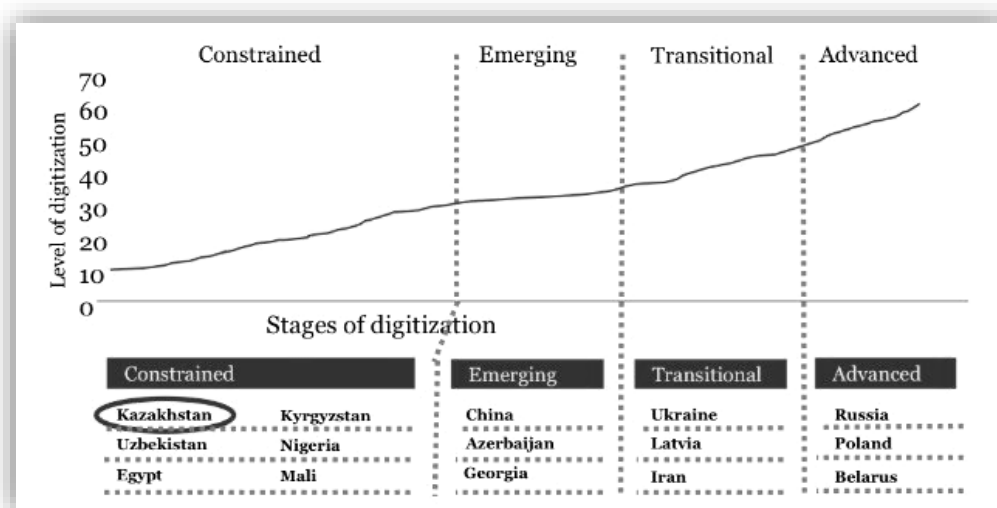 Constrained Emerging Transitional Advanced
70
60
50
40
30
20
10
0
Level of digitization
Stages of digitization
Constrained Emerging Transitional Advanced
Kazakhstan Kyrgyzstan China Ukraine Russia
Uzbekistan Nigeria Azerbaijan Latvia Poland
Egypt Mali Georgia Iran Belarus